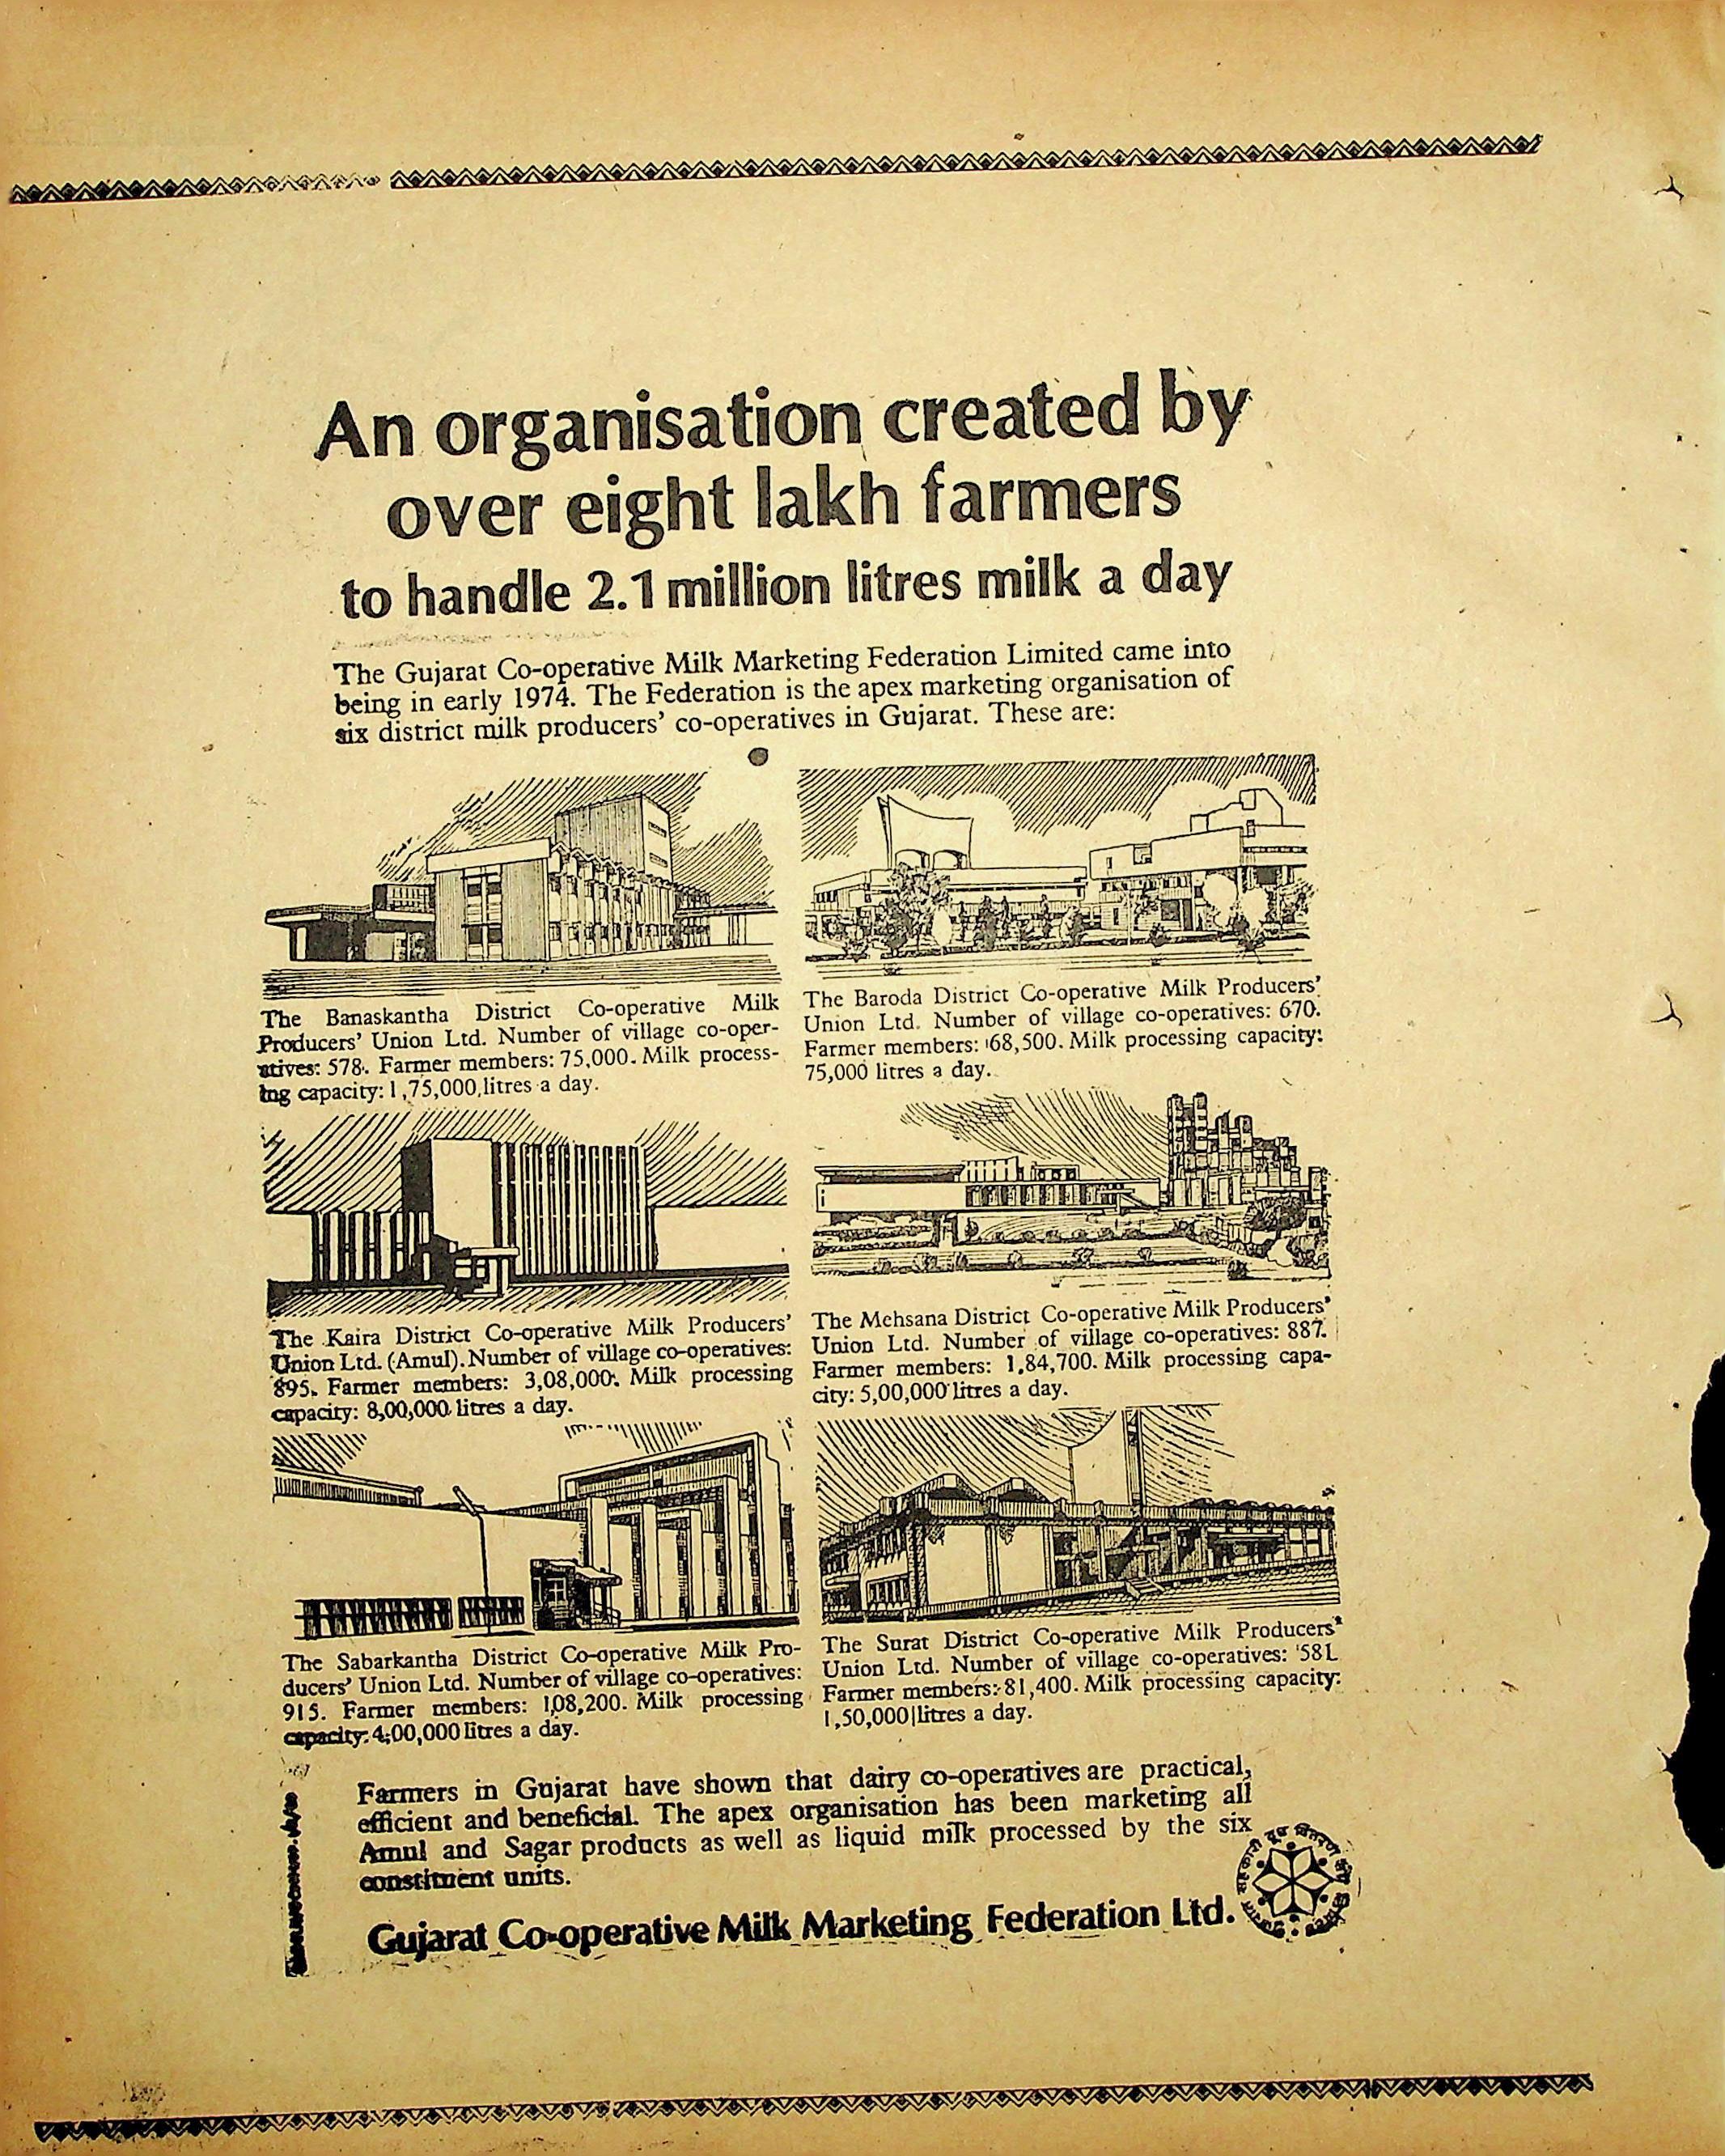 An organisation created by
over eight lakh farmers
to handle 2.1 million litres milk a day
The Gujarat Co-operative Milk Marketing Federation Limited came into
being in early 1974. The Federation is the apex marketing organisation of
six district milk producers' co-operatives in Gujarat. These are:
The Banaskantha District Co-operative Milk
Producers' Union Ltd. Number of village co-oper-
atives: 578. Farmer members: 75,000. Milk process-
ing capacity: 1,75,000 litres a day.
The Baroda District Co-operative Milk Producers'
Union Ltd. Number of village co-operatives: 670.
Farmer members: 68,500. Milk processing capacity:
75,000 litres a day.
The Kaira District Co-operative Milk Producers'
Union Ltd. (Amul). Number of village co-operatives:
895. Farmer members: 3,08,000. Milk processing
capacity: 8,00,000 litres a day.
The Mehsana District Co-operative Milk Producers'
Union Ltd. Number of village co-operatives: 887.
Farmer members: 1,84,700. Milk processing capa-
city: 5,00,000 litres a day.
The Sabarkantha District Co-operative Milk Pro-
ducers' Union Ltd. Number of village co-operatives:
915. Farmer members: 1,08,200. Milk processing
capacity: 4,00,000 litres a day.
The Surat District Co-operative Milk Producers'
Union Ltd. Number of village co-operatives: 581.
Farmer members: 81,400. Milk processing capacity:
1,50,000 litres a day.
Farmers in Gujarat have shown that dairy co-operatives are practical,
efficient and beneficial. The apex organisation has been marketing all
Amul and Sagar products as well as liquid milk processed by the six
constituent units.
Gujarat Co-operative Milk Marketing Federation Ltd.